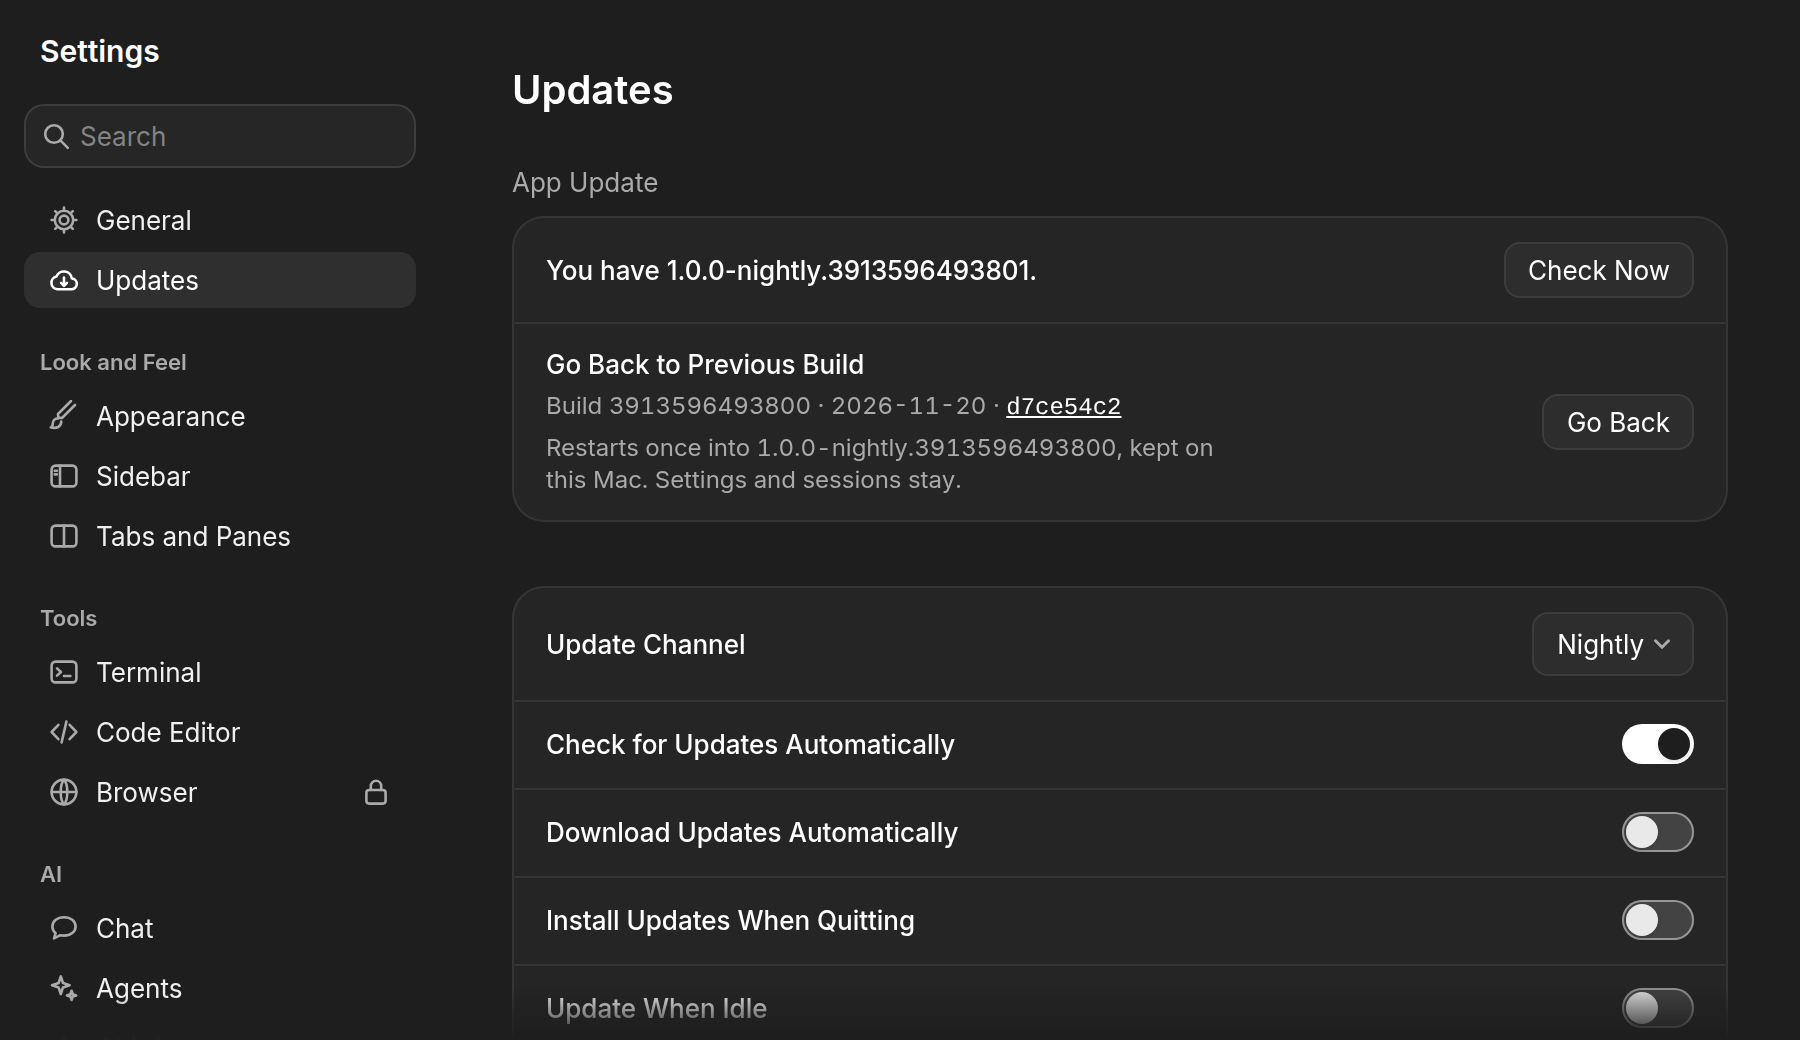 Settings
Search
General
Updates
Look and Feel
Appearance
Sidebar
Tabs and Panes
Tools
Terminal
Code Editor
Browser
AI
Chat
Agents
Updates
App Update
You have 1.0.0-nightly.3913596493801.
Check Now
Go Back to Previous Build
Build 3913596493800 · 2026-11-20 · d7ce54c2
Restarts once into 1.0.0-nightly.3913596493800, kept on
this Mac. Settings and sessions stay.
Go Back
Update Channel
Nightly
Check for Updates Automatically
Download Updates Automatically
Install Updates When Quitting
Update When Idle